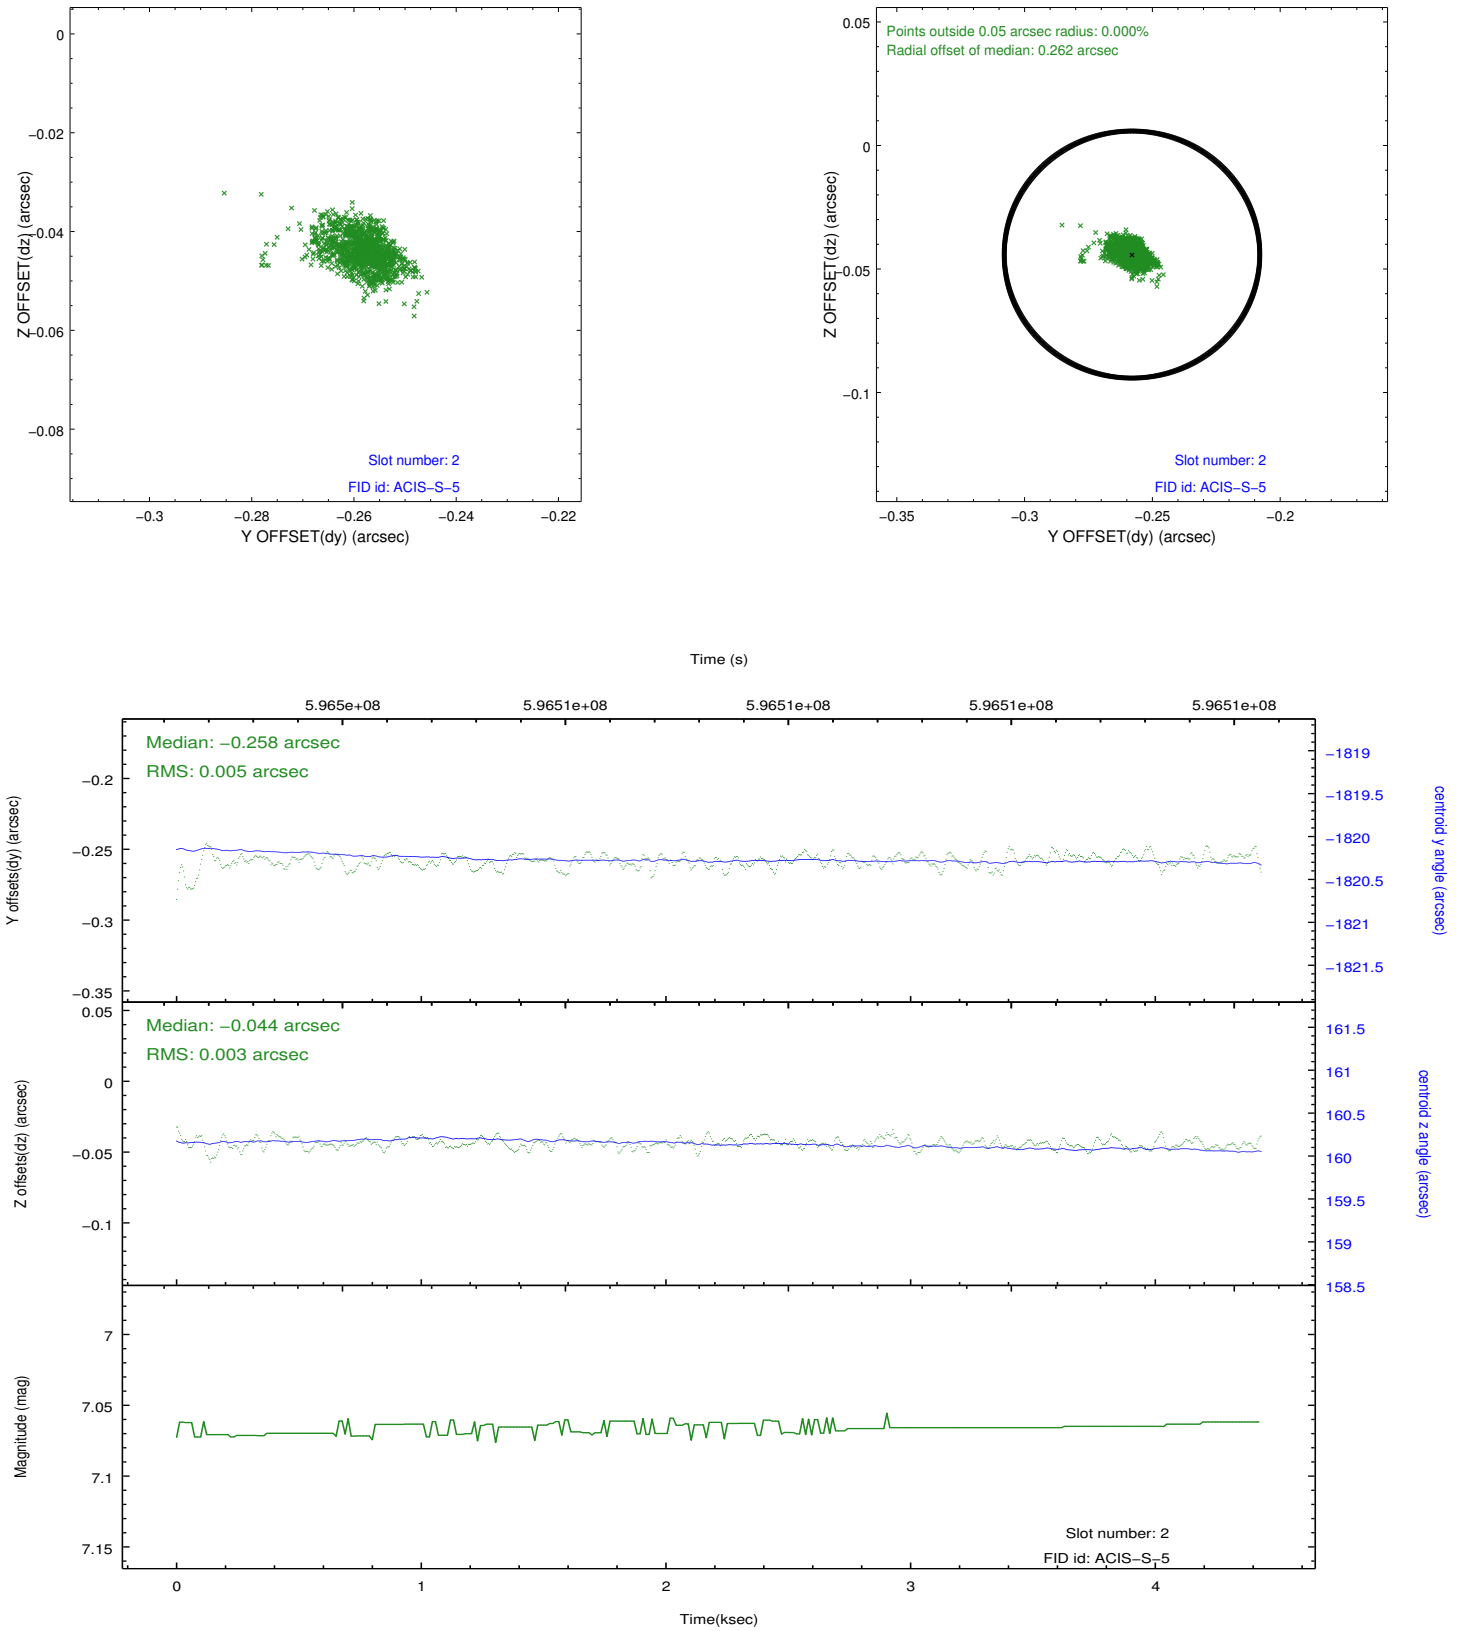 0
−0.02
−0.04
−0.06
−0.08
Z OFFSET(dz) (arcsec)
Slot number: 2
FID id: ACIS−S−5
−0.3
−0.28
−0.26
−0.24
−0.22
Y OFFSET(dy) (arcsec)
0.05
Points outside 0.05 arcsec radius: 0.000%
Radial offset of median: 0.262 arcsec
0
−0.05
−0.1
Z OFFSET(dz) (arcsec)
Slot number: 2
FID id: ACIS−S−5
−0.35
−0.3
−0.25
−0.2
Y OFFSET(dy) (arcsec)
Time (s)
5.965e+08
5.9651e+08
5.9651e+08
5.9651e+08
5.9651e+08
Median: −0.258 arcsec
RMS: 0.005 arcsec
−0.2
−0.25
−0.3
−0.35
Y offsets(dy) (arcsec)
−1819
−1819.5
−1820
−1820.5
−1821
−1821.5
centroid y angle (arcsec)
0.05
Median: −0.044 arcsec
RMS: 0.003 arcsec
0
−0.05
−0.1
Z offsets(dz) (arcsec)
161.5
161
160.5
160
159.5
159
158.5
centroid z angle (arcsec)
7
7.05
7.1
7.15
Magnitude (mag)
Slot number: 2
FID id: ACIS−S−5
0
1
2
3
4
Time(ksec)